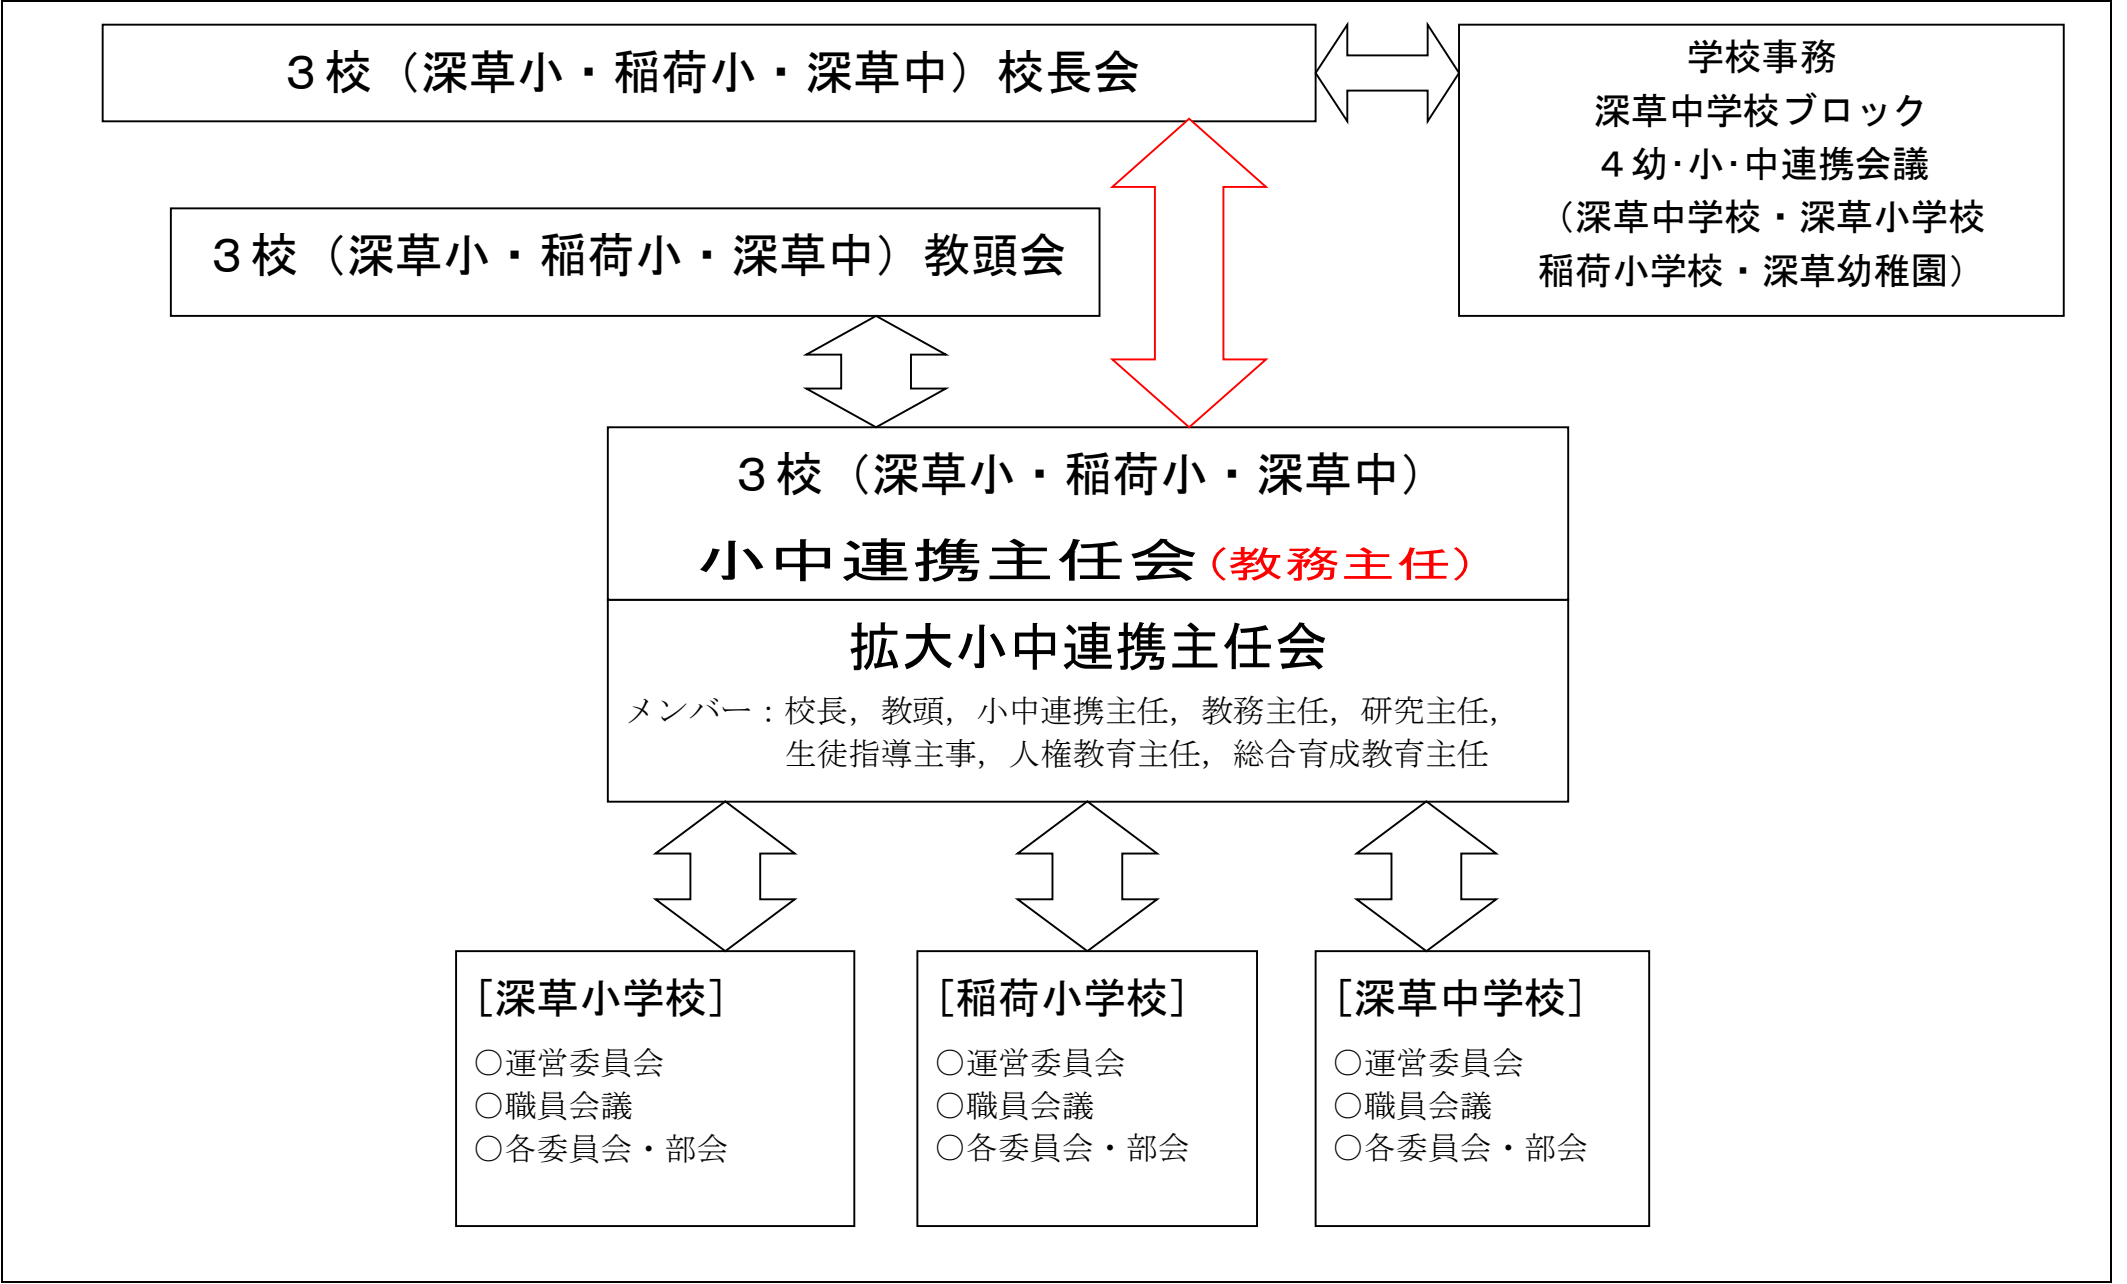 ３校（深草小・稲荷小・深草中）校長会
学校事務
深草中学校ブロック
４幼･小･中連携会議
（深草中学校・深草小学校
稲荷小学校・深草幼稚園）
３校（深草小・稲荷小・深草中）教頭会
３校（深草小・稲荷小・深草中）
小中連携主任会(教務主任)
拡大小中連携主任会
メンバー：校長，教頭，小中連携主任，教務主任，研究主任，
生徒指導主事，人権教育主任，総合育成教育主任
［深草小学校］
○運営委員会
○職員会議
○各委員会・部会
［稲荷小学校］
○運営委員会
○職員会議
○各委員会・部会
［深草中学校］
○運営委員会
○職員会議
○各委員会・部会